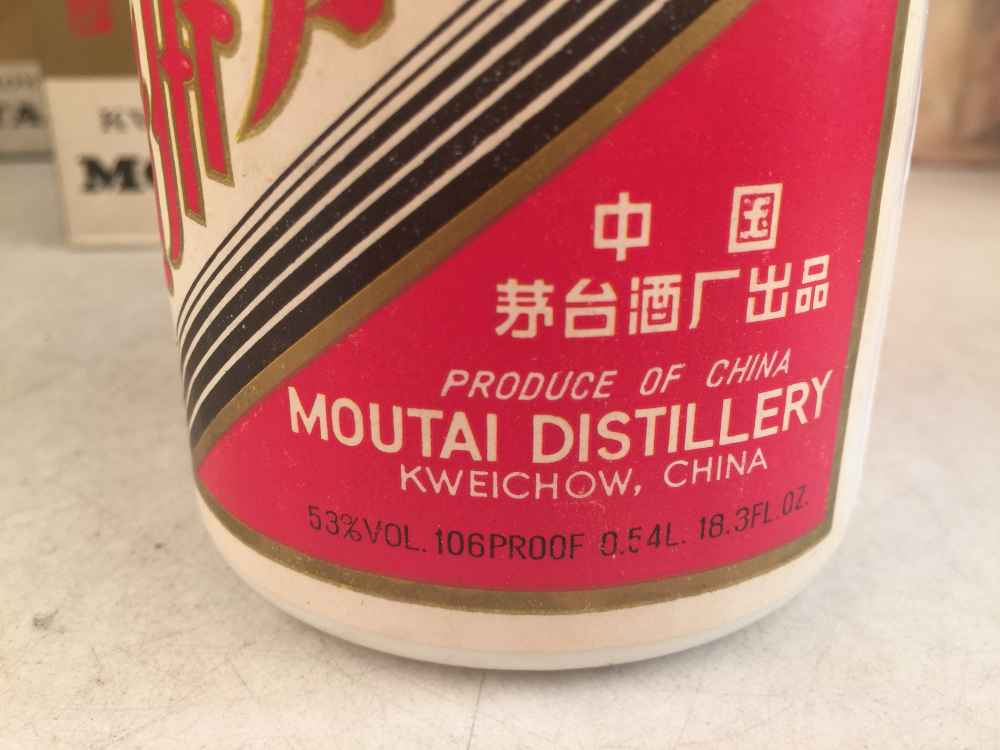 中国
茅台酒厂出品
PRODUCE OF CHINA
MOUTAI DISTILLERY
KWEICHOW, CHINA
53%VOL. 106PROOF 0.54L. 18.3FL.OZ.